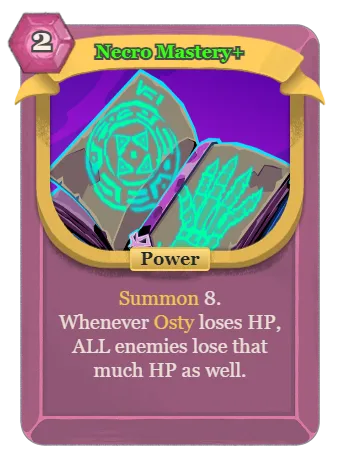 2
Necro Mastery+
Power
Summon 8.
Whenever Osty loses HP,
ALL enemies lose that
much HP as well.